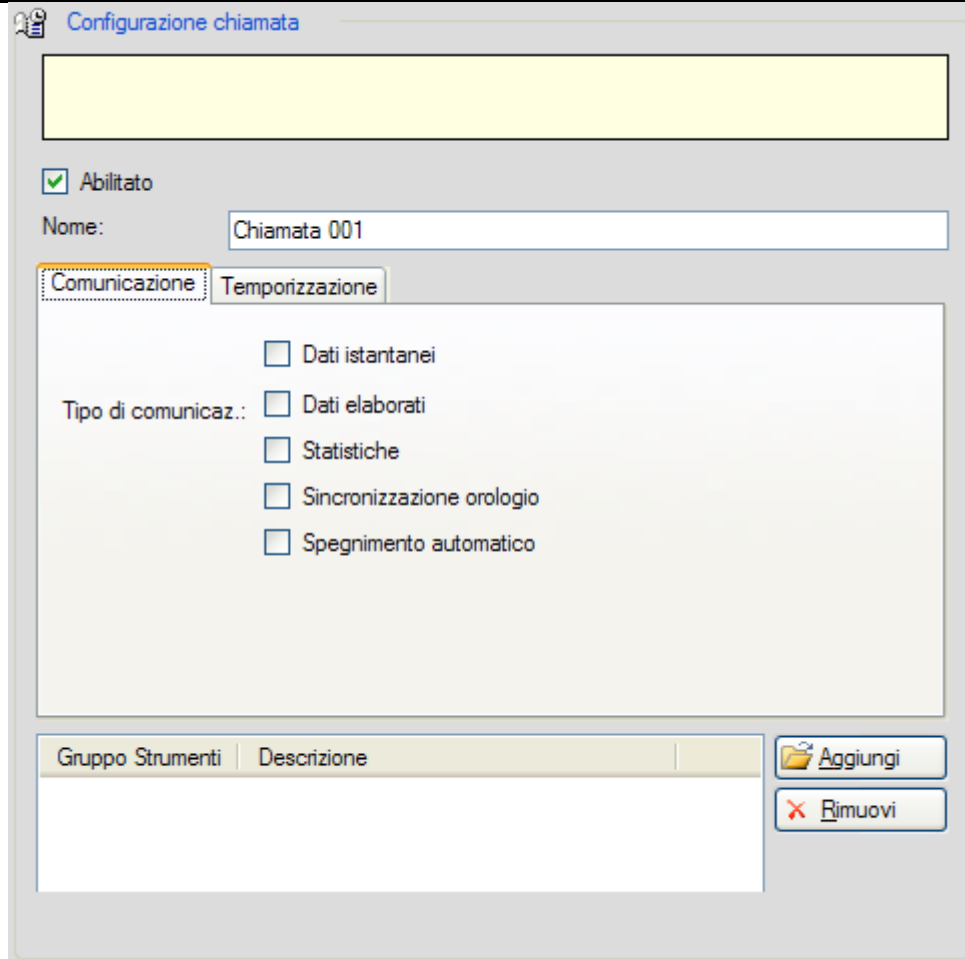 Configurazione chiamata
Abilitato
Nome: Chiamata 001
Comunicazione Temporizzazione
Dati istantanei
Tipo di comunicaz.: Dati elaborati
Statistiche
Sincronizzazione orologio
Spegnimento automatico
Gruppo Strumenti Descrizione Aggiungi
Rimuovi